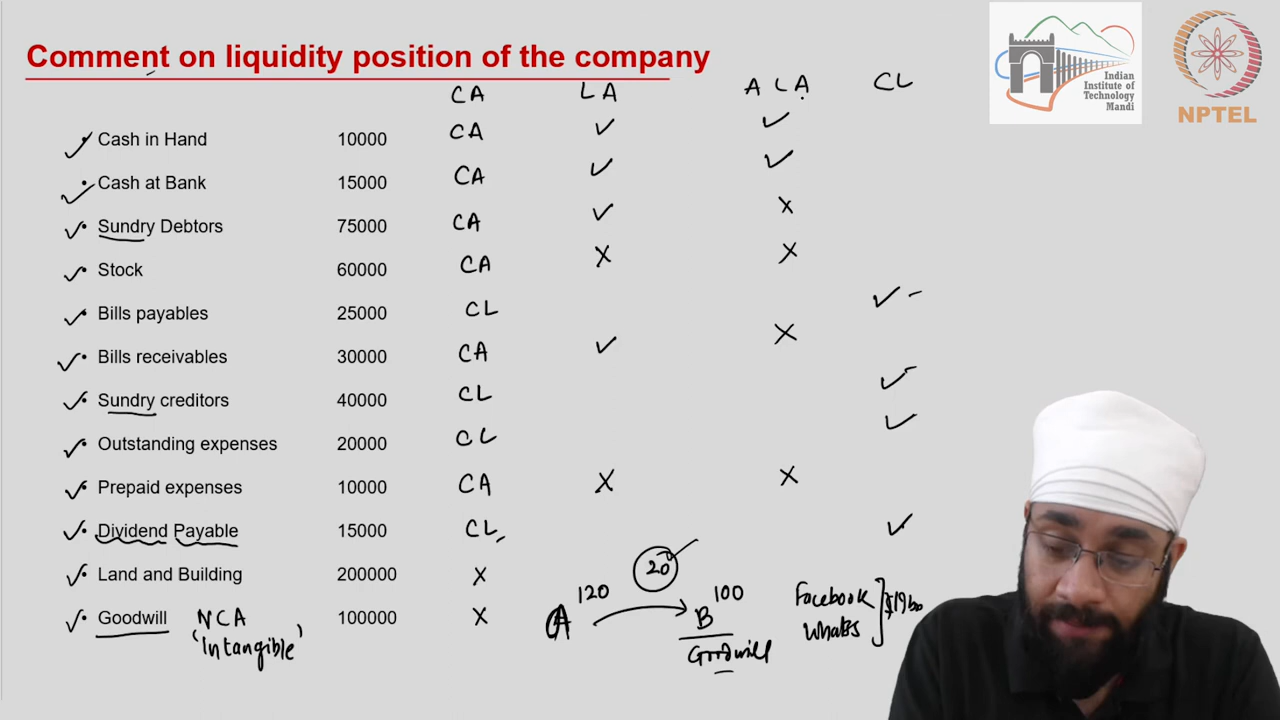 Comment on liquidity position of the company
Indian
Institute of
Technology
Mandi
NPTEL
CA LA ALA CL
• Cash in Hand 10000 CA ✓ ✓
• Cash at Bank 15000 CA ✓ ✓
• Sundry Debtors 75000 CA ✓ X
• Stock 60000 CA X X
• Bills payables 25000 CL ✓
• Bills receivables 30000 CA ✓ X
• Sundry creditors 40000 CL ✓
• Outstanding expenses 20000 CL ✓
• Prepaid expenses 10000 CA X X
• Dividend Payable 15000 CL ✓
• Land and Building 200000 X
• Goodwill NCA 100000 X
'Intangible'
A 120 20 B 100
Goodwill
Facebook